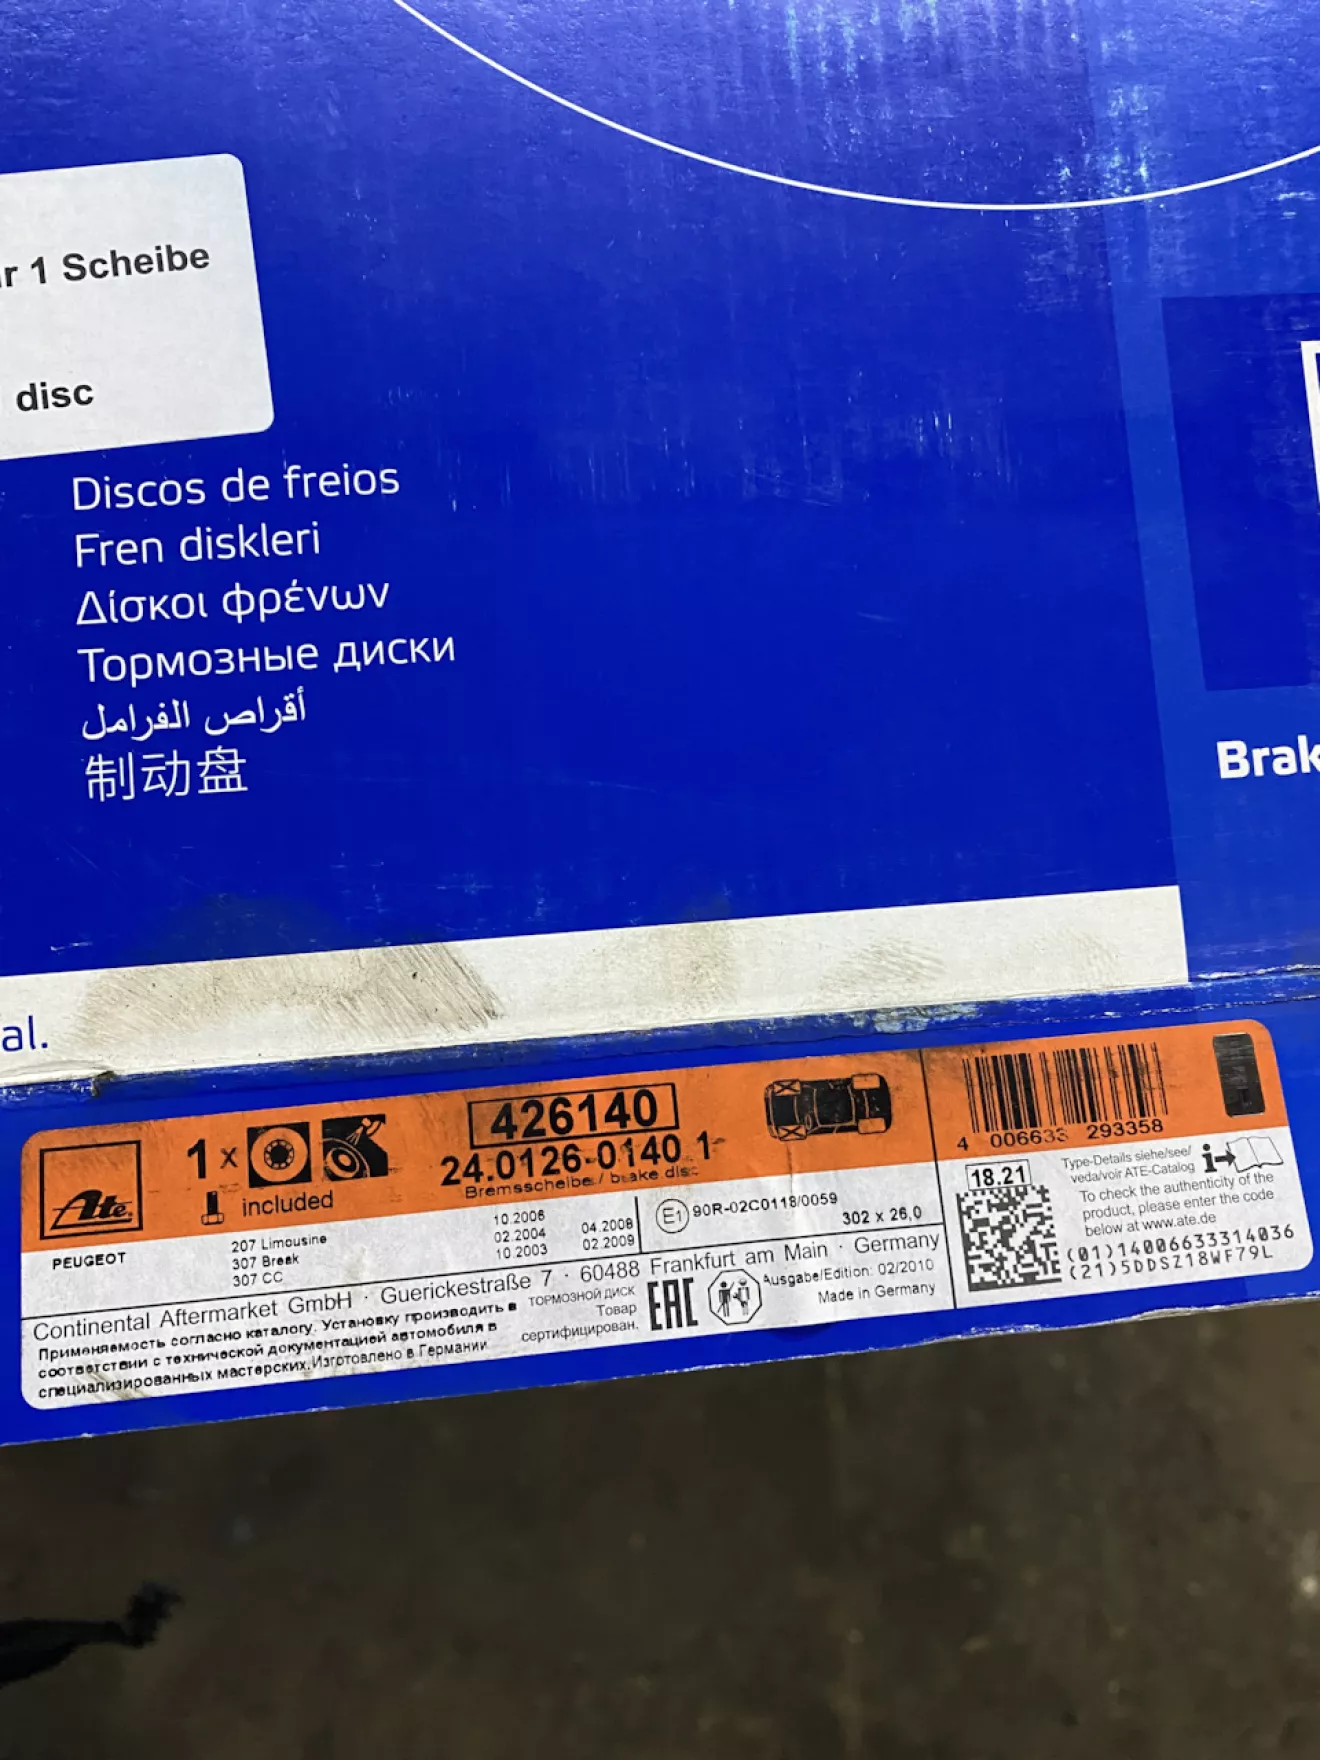 1 Scheibe
disc
Discos de freios
Fren diskleri
Δίσκοι φρένων
Тормозные диски
أقراص الفرامل
制动盘
al.
Ate
1 x
included
426140
24.0126-0140.1
Bremsscheibe / brake disc
4 006633 293358
PEUGEOT
207 Limousine 10.2006
307 Break 02.2004 04.2008
307 CC 10.2003 02.2009
E1 90R-02C0118/0059
302 x 26,0
Continental Aftermarket GmbH · Guerickestraße 7 · 60488 Frankfurt am Main · Germany
Применяемость согласно каталогу. Установку производить в
соответствии с технической документацией автомобиля в
специализированных мастерских. Изготовлено в Германии
ТОРМОЗНОЙ ДИСК
Товар
сертифицирован.
EAC
Ausgabe/Edition: 02/2010
Made in Germany
18.21
Type-Details siehe/see/
veda/voir ATE-Catalog
i
To check the authenticity of the
product, please enter the code
below at www.ate.de
(01)14006633314036
(21)5DDSZ18WF79L